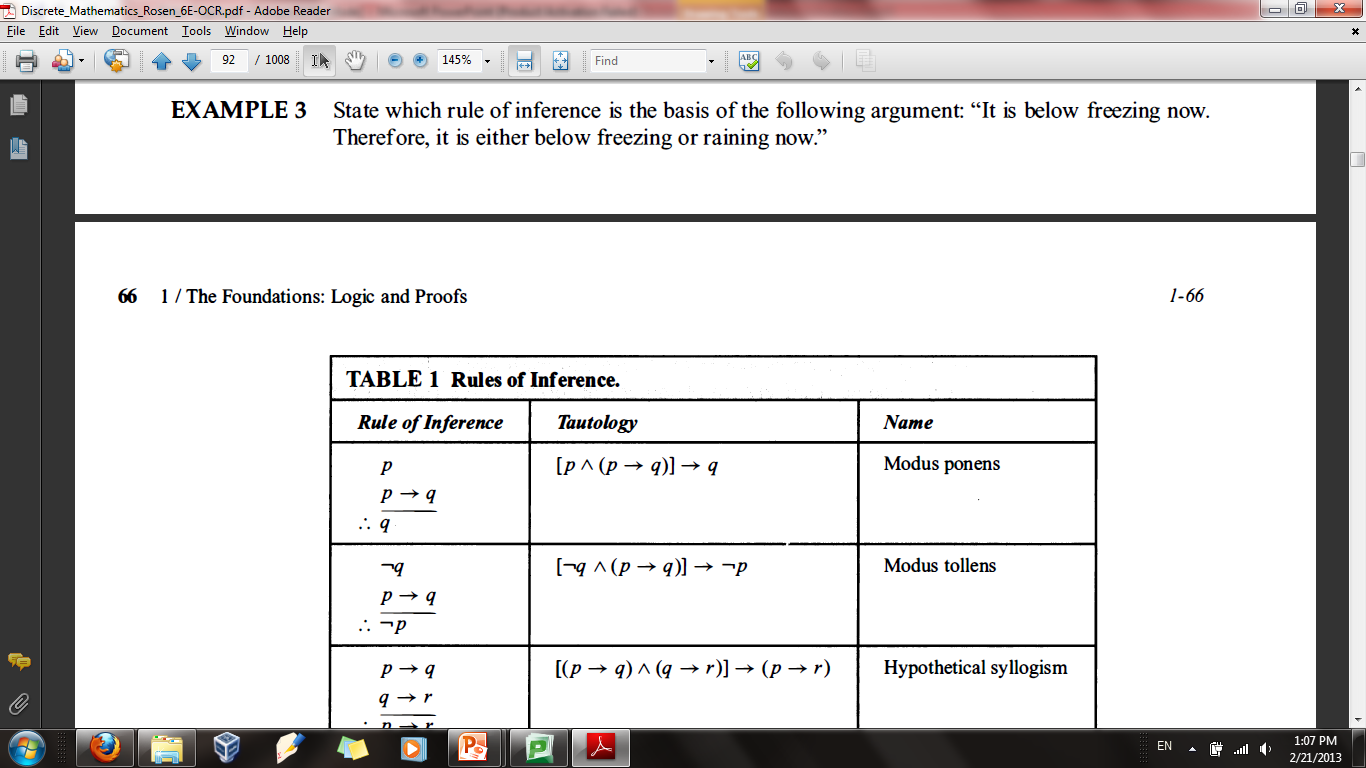 Discrete_Mathematics_Rosen_6E-OCR.pdf - Adobe Reader
File Edit View Document Tools Window Help
92 / 1008 145% Find
EXAMPLE 3 State which rule of inference is the basis of the following argument: “It is below freezing now.
Therefore, it is either below freezing or raining now.”
66 1 / The Foundations: Logic and Proofs 1-66
TABLE 1 Rules of Inference.
Rule of Inference Tautology Name
p [p ∧ (p → q)] → q Modus ponens
p → q
∴ q
¬q [¬q ∧ (p → q)] → ¬p Modus tollens
p → q
∴ ¬p
p → q [(p → q) ∧ (q → r)] → (p → r) Hypothetical syllogism
q → r
∴ p → r
EN 1:07 PM
2/21/2013